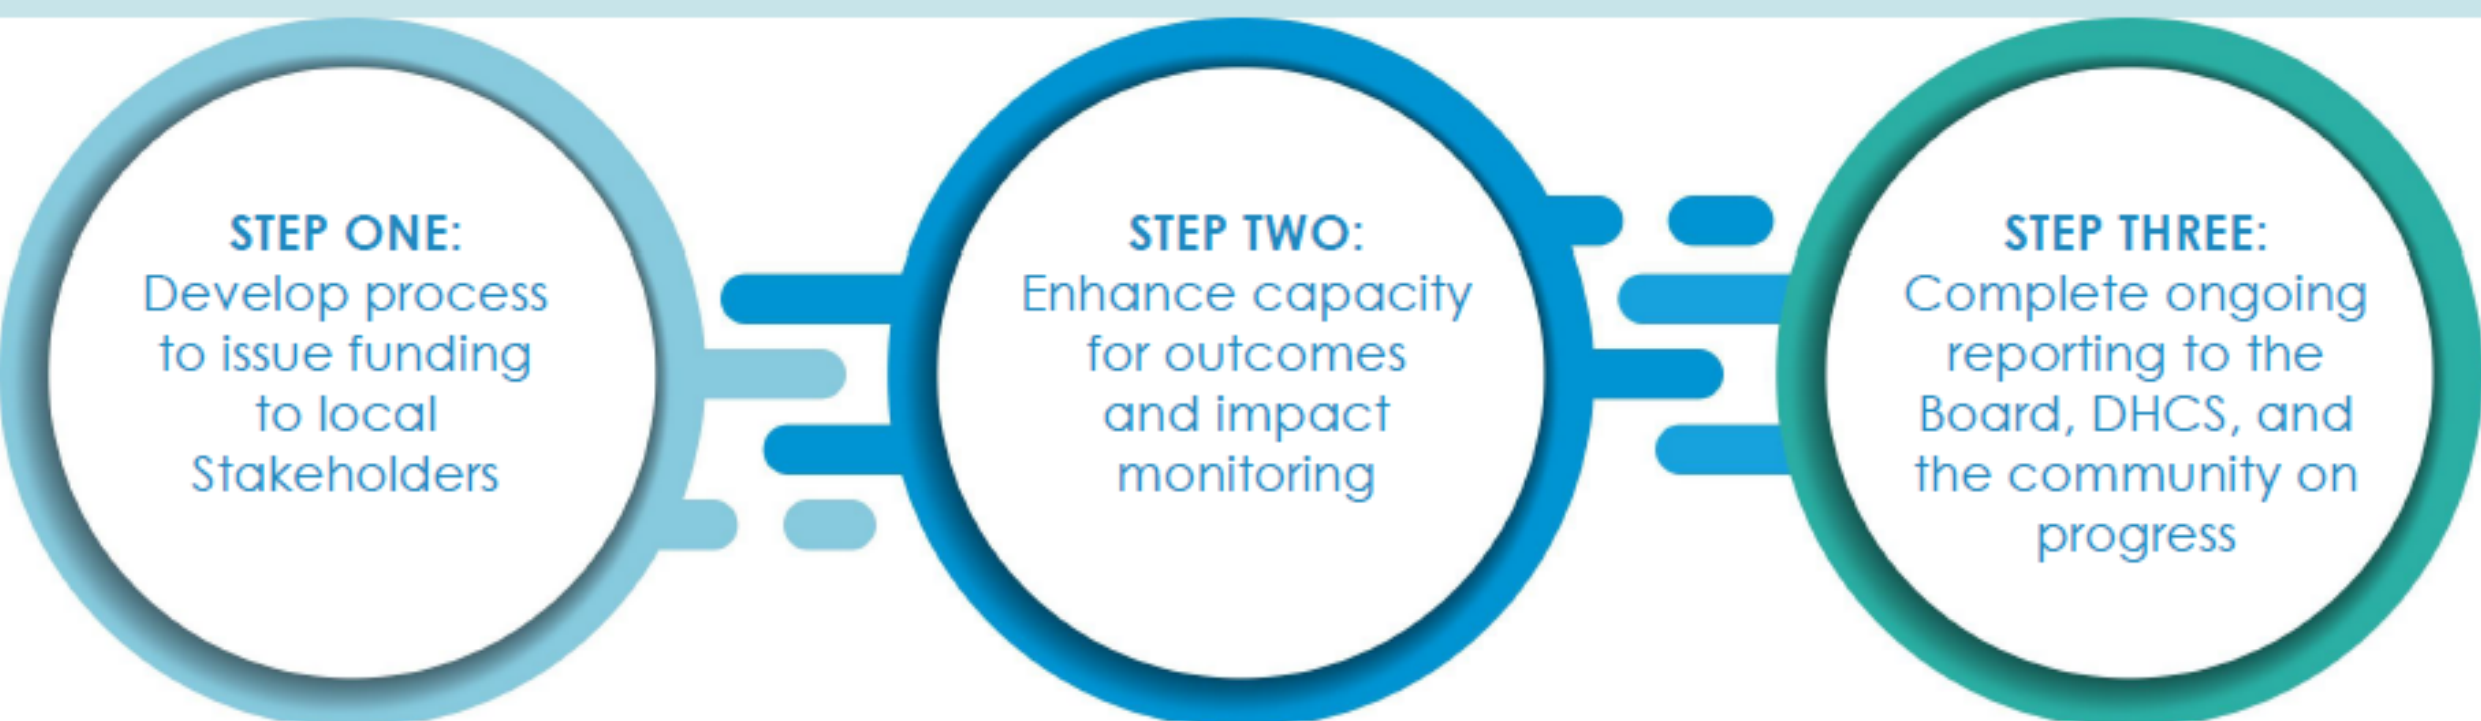 STEP ONE:
Develop process
to issue funding
to local
Stakeholders
STEP TWO:
Enhance capacity
for outcomes
and impact
monitoring
STEP THREE:
Complete ongoing
reporting to the
Board, DHCS, and
the community on
progress